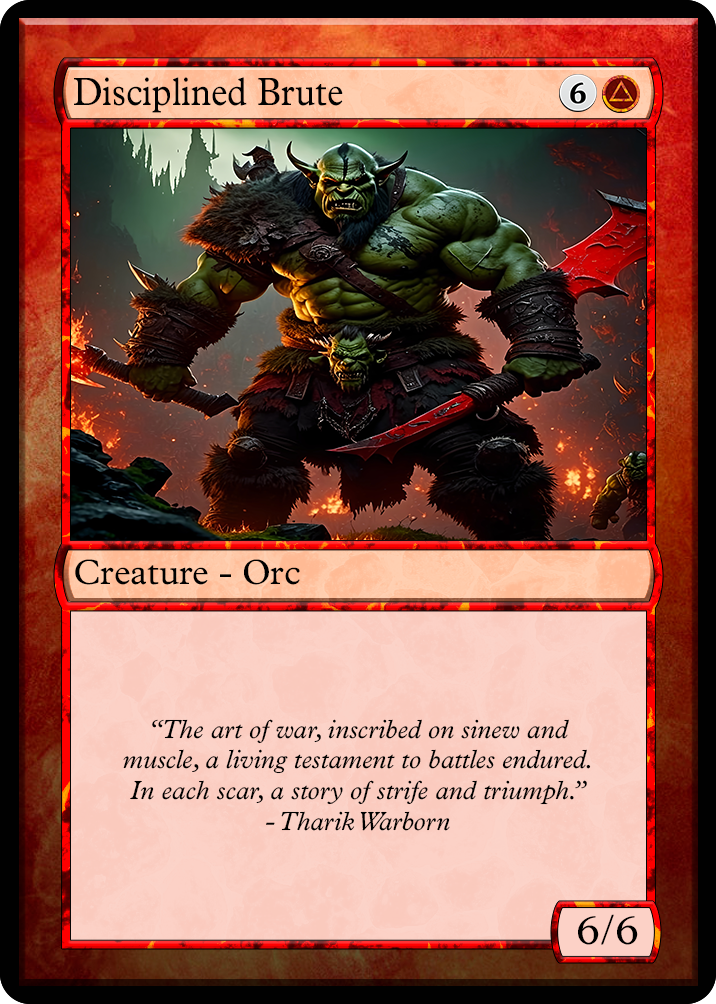 Disciplined Brute 6
Creature - Orc
“The art of war, inscribed on sinew and
muscle, a living testament to battles endured.
In each scar, a story of strife and triumph.”
- Tharik Warborn
6/6